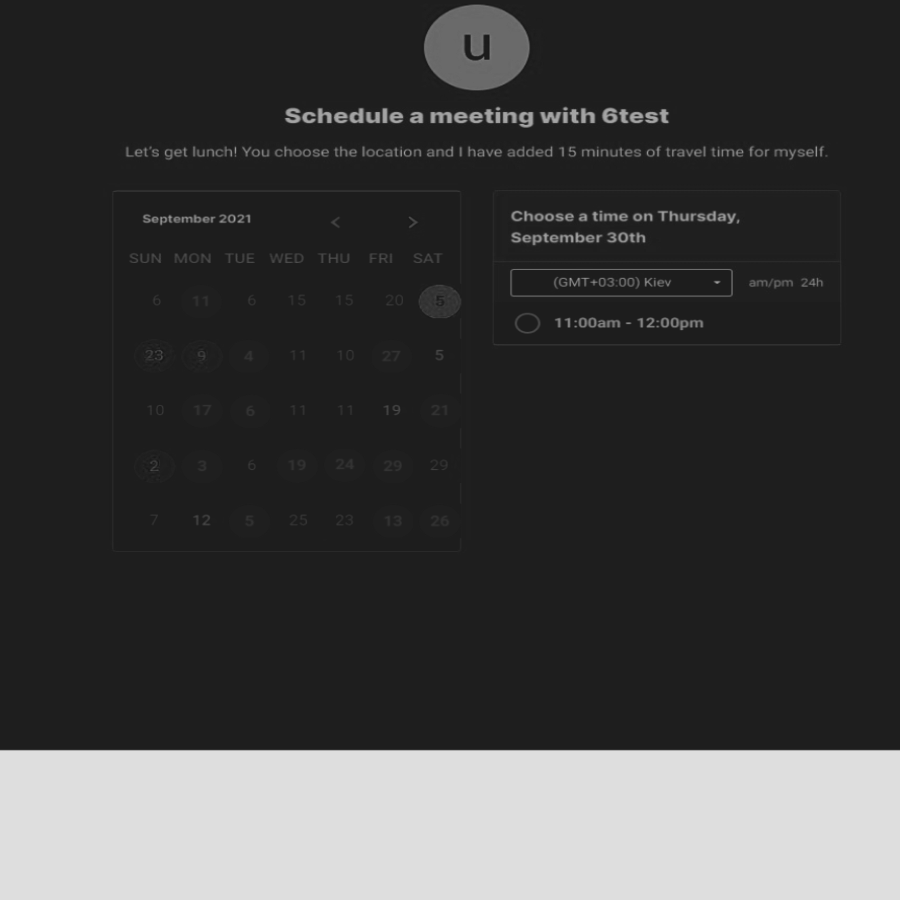 u
Schedule a meeting with 6test
Let's get lunch! You choose the location and I have added 15 minutes of travel time for myself.
September 2021 < >
SUN MON TUE WED THU FRI SAT
6 11 6 15 15 20 5
23 9 4 11 10 27 5
10 17 6 11 11 19 21
2 3 6 19 24 29 29
7 12 5 25 23 13 26
Choose a time on Thursday,
September 30th
(GMT+03:00) Kiev am/pm 24h
11:00am - 12:00pm